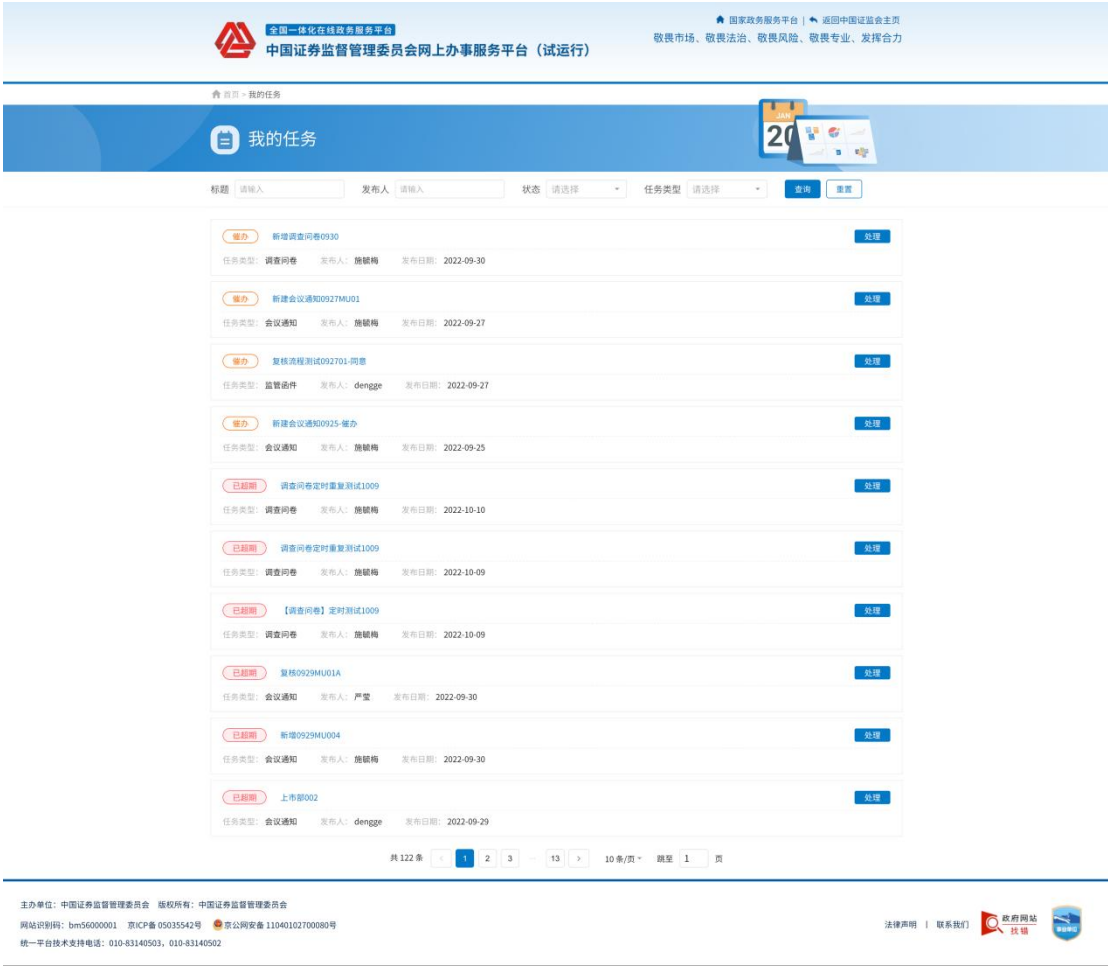 全国一体化在线政务服务平台
中国证券监督管理委员会网上办事服务平台（试运行）
国家政务服务平台 | 返回中国证监会主页
敬畏市场、敬畏法治、敬畏风险、敬畏专业、发挥合力
首页 > 我的任务
我的任务
JAN
20
标题 请输入 发布人 请输入 状态 请选择 任务类型 请选择 查询 重置
催办 新增调查问卷0930 处理
任务类型： 调查问卷 发布人： 施毓梅 发布日期： 2022-09-30
催办 新建会议通知0927MU01 处理
任务类型： 会议通知 发布人： 施毓梅 发布日期： 2022-09-27
催办 复核流程测试092701-同意 处理
任务类型： 监管函件 发布人： dengge 发布日期： 2022-09-27
催办 新建会议通知0925-催办 处理
任务类型： 会议通知 发布人： 施毓梅 发布日期： 2022-09-25
已超期 调查问卷定时重复测试1009 处理
任务类型： 调查问卷 发布人： 施毓梅 发布日期： 2022-10-10
已超期 调查问卷定时重复测试1009 处理
任务类型： 调查问卷 发布人： 施毓梅 发布日期： 2022-10-09
已超期 【调查问卷】定时测试1009 处理
任务类型： 调查问卷 发布人： 施毓梅 发布日期： 2022-10-09
已超期 复核0929MU01A 处理
任务类型： 会议通知 发布人： 严莹 发布日期： 2022-09-30
已超期 新增0929MU004 处理
任务类型： 会议通知 发布人： 施毓梅 发布日期： 2022-09-30
已超期 上市部002 处理
任务类型： 会议通知 发布人： dengge 发布日期： 2022-09-29
共 122 条 < 1 2 3 ··· 13 > 10 条/页 跳至 1 页
主办单位：中国证券监督管理委员会 版权所有：中国证券监督管理委员会
网站识别码：bm56000001 京ICP备 05035542号 京公网安备 11040102700080号
统一平台技术支持电话：010-83140503，010-83140502
法律声明 | 联系我们
政府网站
找错
事业单位